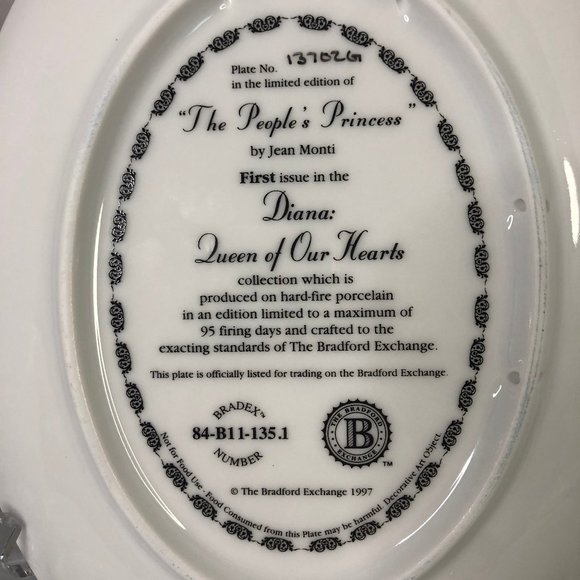 Plate No. 13702G
in the limited edition of
"The People's Princess"
by Jean Monti
First issue in the
Diana:
Queen of Our Hearts
collection which is
produced on hard-fire porcelain
in an edition limited to a maximum of
95 firing days and crafted to the
exacting standards of The Bradford Exchange.
This plate is officially listed for trading on the Bradford Exchange.
BRADEX™
84-B11-135.1
NUMBER
THE BRADFORD
B
EXCHANGE
™
© The Bradford Exchange 1997
Not for Food Use - Food Consumed from this Plate may be harmful. Decorative Art Object